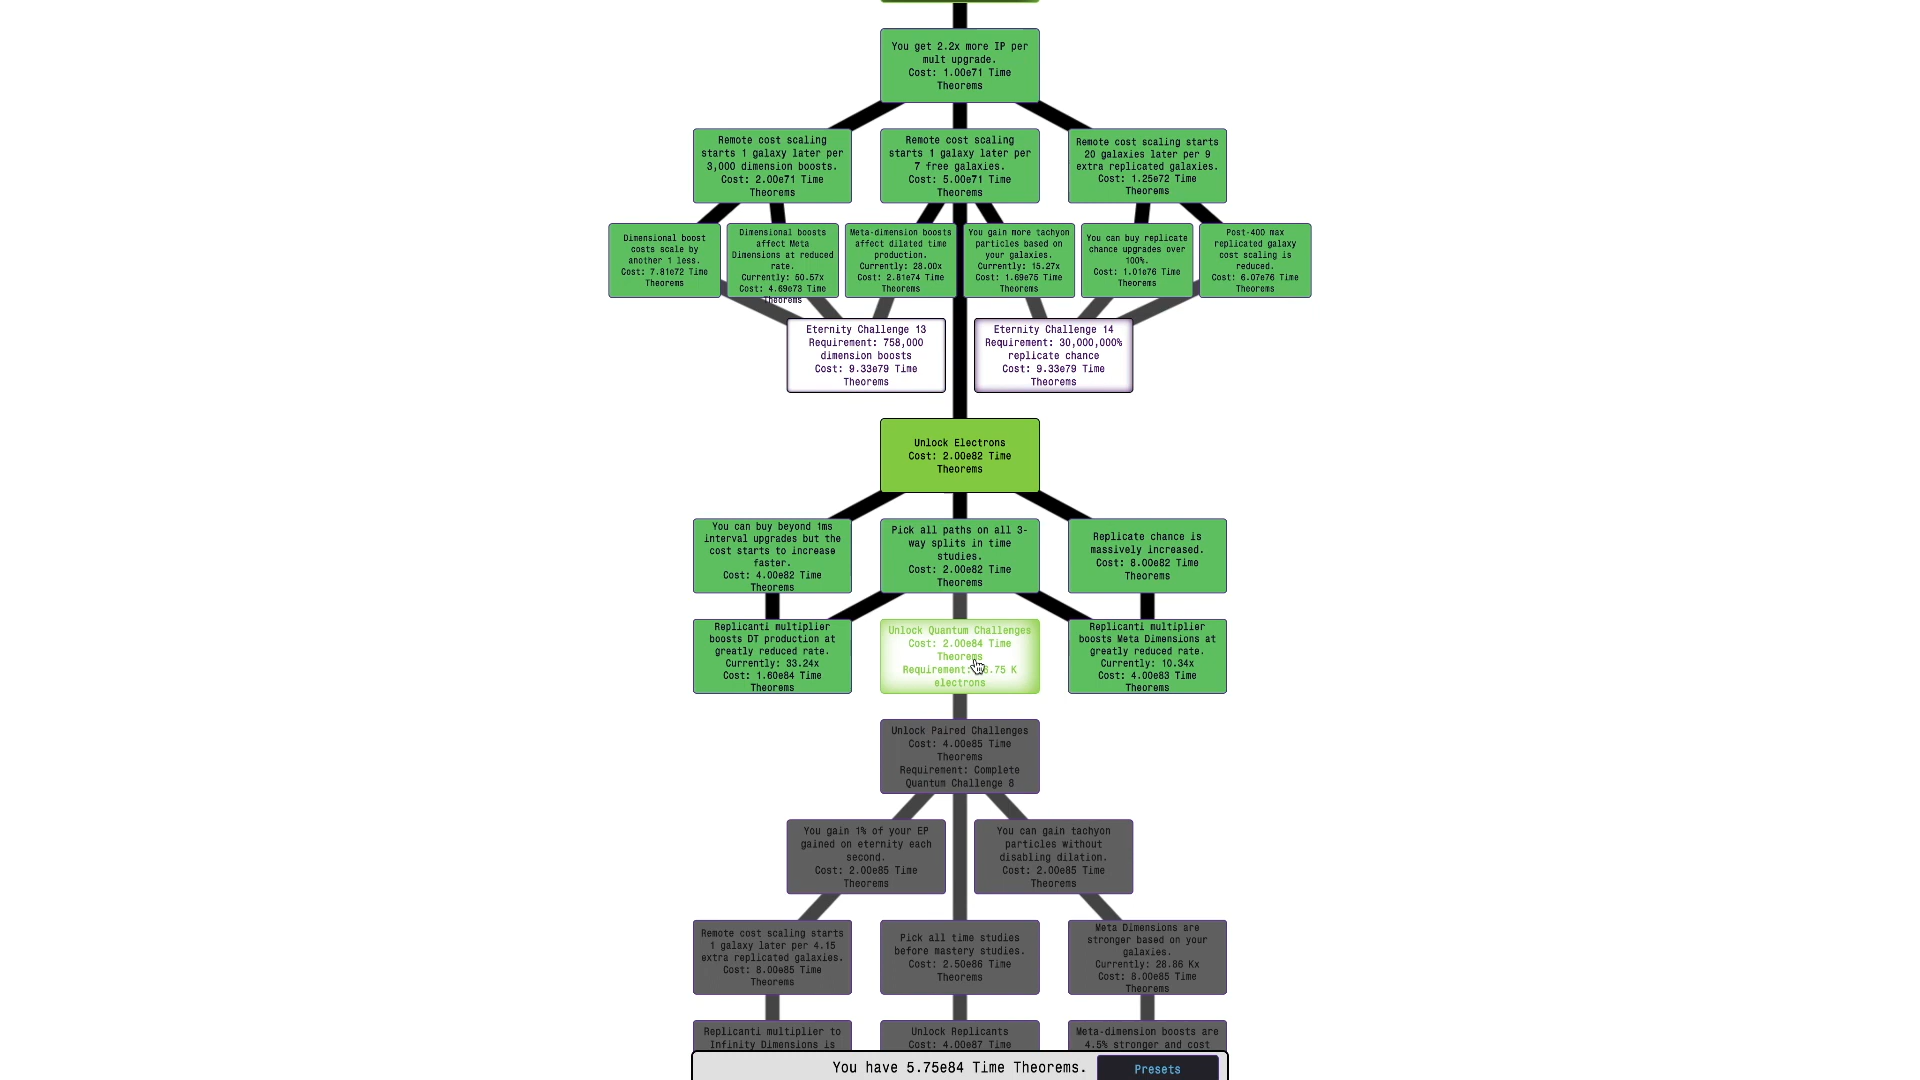 You get 2.2x more IP per
mult upgrade.
Cost: 1.00e71 Time
Theorems
Remote cost scaling
starts 1 galaxy later per
3,000 dimension boosts.
Cost: 2.00e71 Time
Theorems
Remote cost scaling
starts 1 galaxy later per
7 free galaxies.
Cost: 5.00e71 Time
Theorems
Remote cost scaling starts
20 galaxies later per 9
extra replicated galaxies.
Cost: 1.25e72 Time
Theorems
Dimensional boost
costs scale by
another 1 less.
Cost: 7.81e72 Time
Theorems
Dimensional boosts
affect Meta
Dimensions at reduced
rate.
Currently: 50.57x
Cost: 4.69e73 Time
Theorems
Meta-dimension boosts
affect dilated time
production.
Currently: 28.00x
Cost: 2.81e74 Time
Theorems
You gain more tachyon
particles based on
your galaxies.
Currently: 15.27x
Cost: 1.69e75 Time
Theorems
You can buy replicate
chance upgrades over
100%.
Cost: 1.01e76 Time
Theorems
Post-400 max
replicated galaxy
cost scaling is
reduced.
Cost: 6.07e76 Time
Theorems
Eternity Challenge 13
Requirement: 758,000
dimension boosts
Cost: 9.33e79 Time
Theorems
Eternity Challenge 14
Requirement: 30,000,000%
replicate chance
Cost: 9.33e79 Time
Theorems
Unlock Electrons
Cost: 2.00e82 Time
Theorems
You can buy beyond 1ms
interval upgrades but the
cost starts to increase
faster.
Cost: 4.00e82 Time
Theorems
Pick all paths on all 3-
way splits in time
studies.
Cost: 2.00e82 Time
Theorems
Replicate chance is
massively increased.
Cost: 8.00e82 Time
Theorems
Replicanti multiplier
boosts DT production at
greatly reduced rate.
Currently: 33.24x
Cost: 1.60e84 Time
Theorems
Unlock Quantum Challenges
Cost: 2.00e84 Time
Theorems
Requirement: K
electrons
Replicanti multiplier
boosts Meta Dimensions at
greatly reduced rate.
Currently: 10.34x
Cost: 4.00e83 Time
Theorems
Unlock Paired Challenges
Cost: 4.00e85 Time
Theorems
Requirement: Complete
Quantum Challenge 8
You gain 1% of your EP
gained on eternity each
second.
Cost: 2.00e85 Time
Theorems
You can gain tachyon
particles without
disabling dilation.
Cost: 2.00e85 Time
Theorems
Remote cost scaling starts
1 galaxy later per 4.15
extra replicated galaxies.
Cost: 8.00e85 Time
Theorems
Pick all time studies
before mastery studies.
Cost: 2.50e86 Time
Theorems
Meta Dimensions are
stronger based on your
galaxies.
Currently: 28.86 Kx
Cost: 8.00e85 Time
Theorems
Replicanti multiplier to
Infinity Dimensions is
Unlock Replicants
Cost: 4.00e87 Time
Meta-dimension boosts are
4.5% stronger and cost
You have 5.75e84 Time Theorems.
Presets